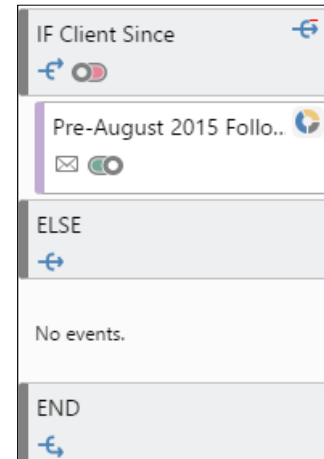 IF Client Since
Pre-August 2015 Follo..
ELSE
No events.
END